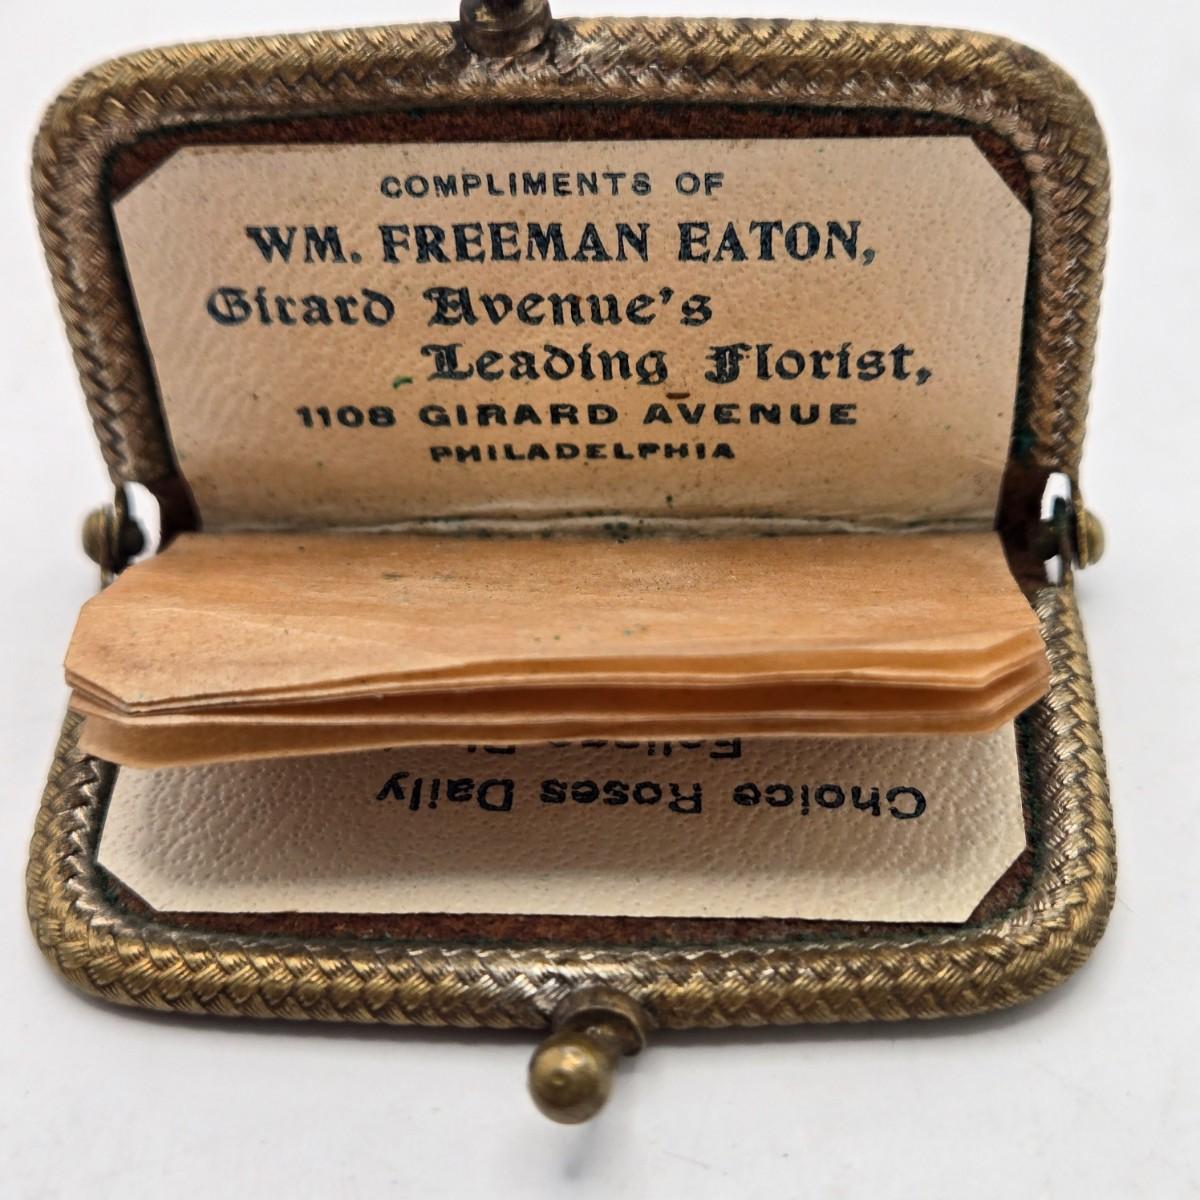 COMPLIMENTS OF
WM. FREEMAN EATON,
Girard Avenue's
Leading Florist,
1108 GIRARD AVENUE
PHILADELPHIA
Choice Roses Daily